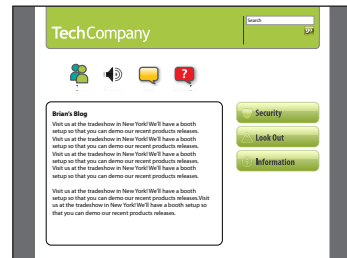 Search
TechCompany
GO
?
Brian's Blog
Visit us at the tradeshow in New York! We'll have a booth
setup so that you can demo our recent products releases.
Visit us at the tradeshow in New York! We'll have a booth
setup so that you can demo our recent products releases.
Visit us at the tradeshow in New York! We'll have a booth
setup so that you can demo our recent products releases.
Visit us at the tradeshow in New York! We'll have a booth
setup so that you can demo our recent products releases.
Visit us at the tradeshow in New York! We'll have a booth
setup so that you can demo our recent products releases.Visit
us at the tradeshow in New York! We'll have a booth setup so
that you can demo our recent products releases.
Security
Look Out
Information